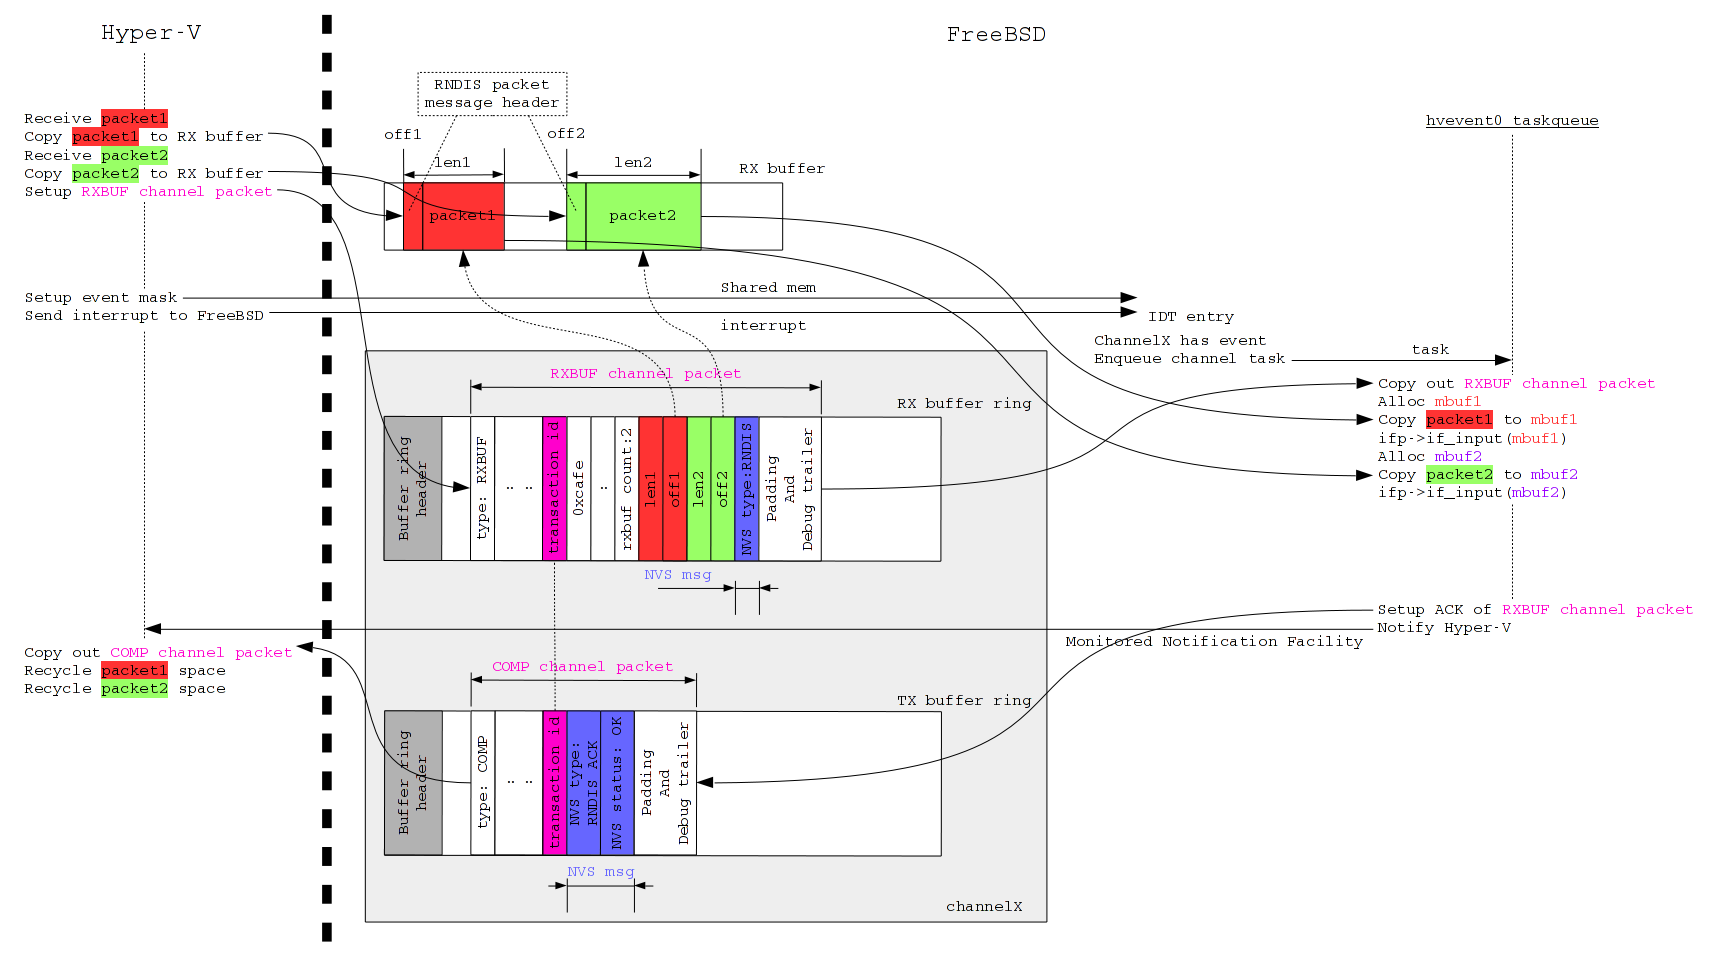 Hyper-V
FreeBSD
RNDIS packet
message header
Receive packet1
Copy packet1 to RX buffer
Receive packet2
Copy packet2 to RX buffer
Setup RXBUF channel packet
off1
off2
len1
len2
RX buffer
packet1
packet2
hvevent0 taskqueue
Setup event mask
Send interrupt to FreeBSD
Shared mem
interrupt
IDT entry
ChannelX has event
Enqueue channel task
task
RXBUF channel packet
RX buffer ring
Buffer ring
header
type: RXBUF
.. ..
transaction id
0xcafe
..
rxbuf count:2
len1
off1
len2
off2
NVS type:RNDIS
Padding
And
Debug trailer
NVS msg
Copy out RXBUF channel packet
Alloc mbuf1
Copy packet1 to mbuf1
ifp->if_input(mbuf1)
Alloc mbuf2
Copy packet2 to mbuf2
ifp->if_input(mbuf2)
Setup ACK of RXBUF channel packet
Notify Hyper-V
Monitored Notification Facility
Copy out COMP channel packet
Recycle packet1 space
Recycle packet2 space
COMP channel packet
TX buffer ring
Buffer ring
header
type: COMP
.. ..
transaction id
NVS type:
RNDIS ACK
NVS status: OK
Padding
And
Debug trailer
NVS msg
channelX